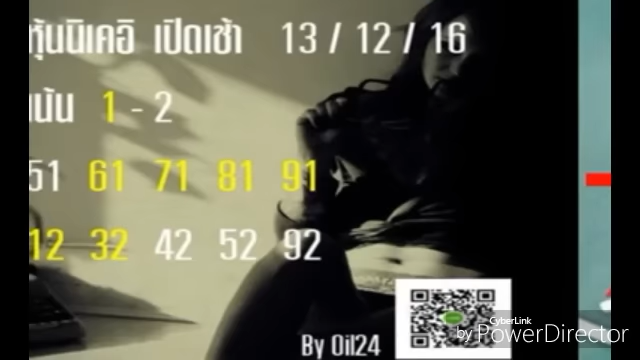 หุ้นนิเคอิ เปิดเช้า 13 / 12 / 16
เน้น 1 - 2
51 61 71 81 91
12 32 42 52 92
By Oil24
CyberLink
by PowerDirector